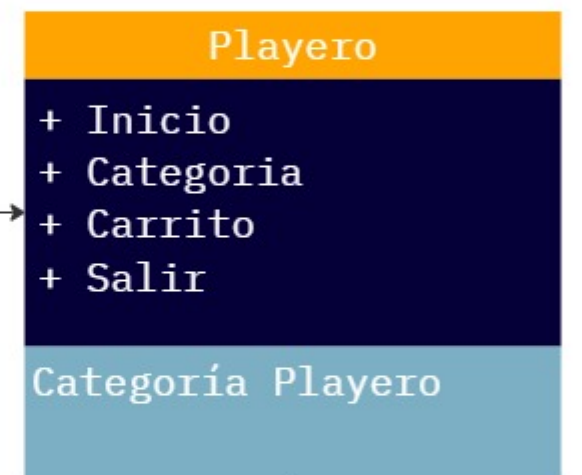 Playero
+ Inicio
+ Categoria
+ Carrito
+ Salir
Categoría Playero